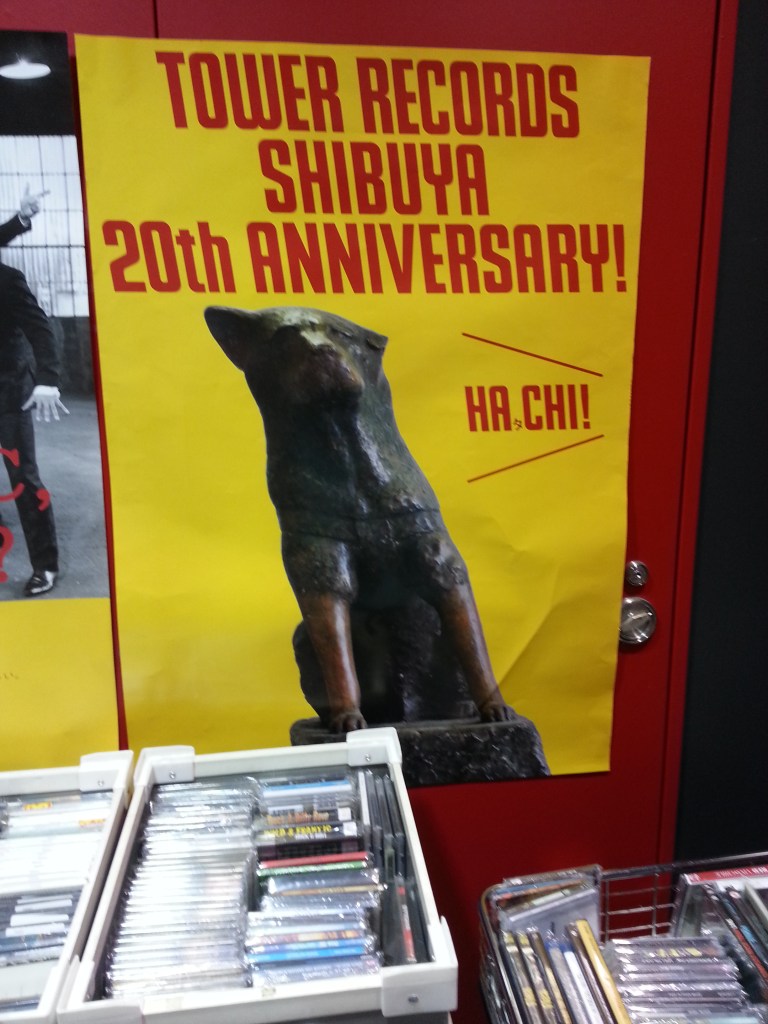 TOWER RECORDS
SHIBUYA
20th ANNIVERSARY!
HA CHI!
C,
?